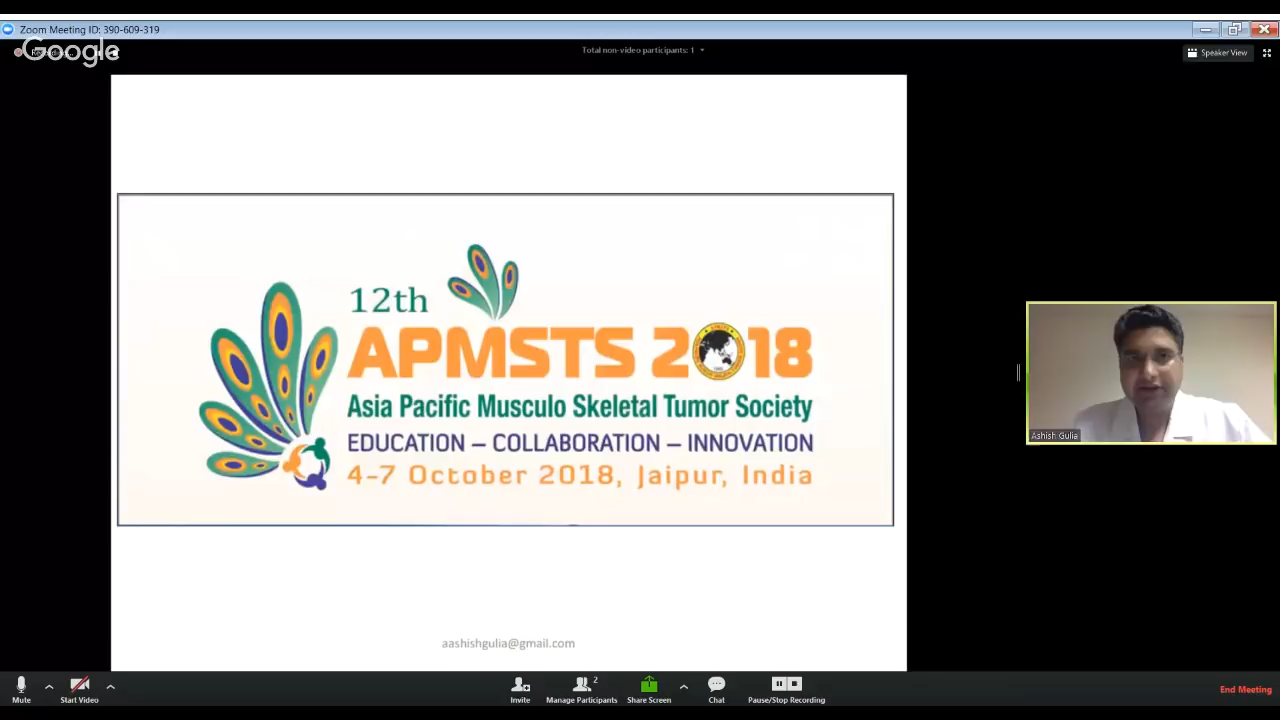 Zoom Meeting ID: 390-609-319
Google
Total non-video participants: 1
Speaker View
12th
APMSTS 2018
Asia Pacific Musculo Skeletal Tumor Society
EDUCATION – COLLABORATION – INNOVATION
4-7 October 2018, Jaipur, India
Ashish Gulia
aashishgulia@gmail.com
Mute
Start Video
Invite
2
Manage Participants
Share Screen
Chat
Pause/Stop Recording
End Meeting